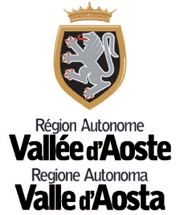 Région Autonome
Vallée d'Aoste
Regione Autonoma
Valle d'Aosta